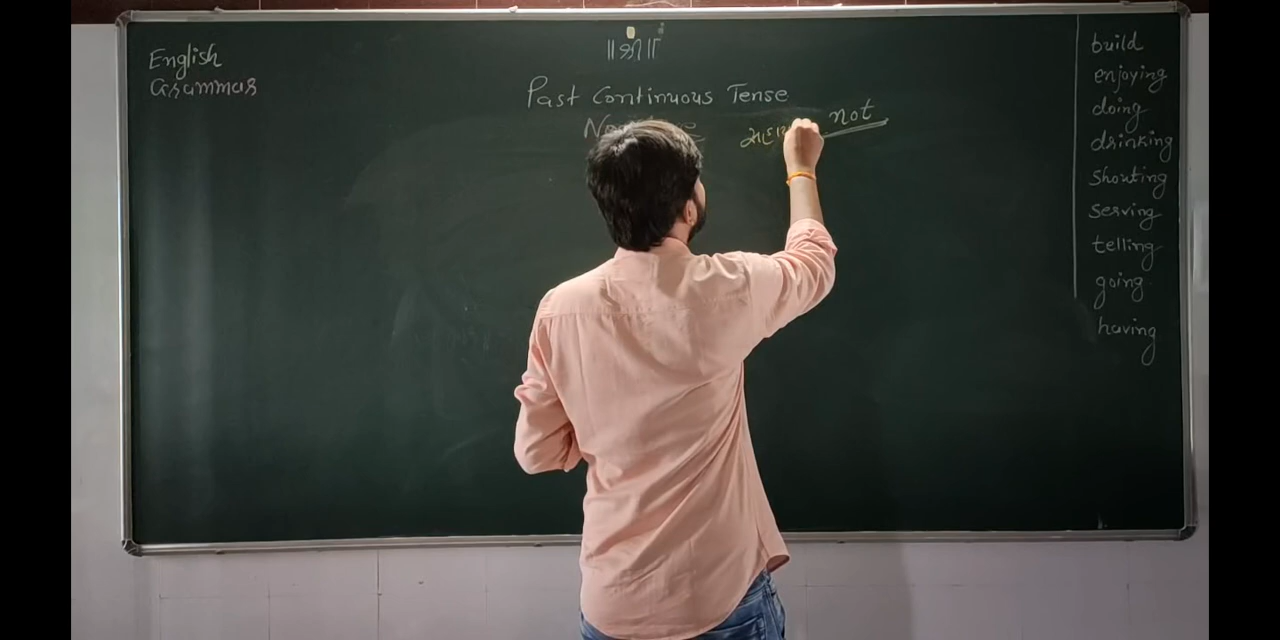 ॥ श्री ॥
English
Grammar
Past Continuous Tense
not
build
enjoying
doing
drinking
shouting
serving
telling
going
having